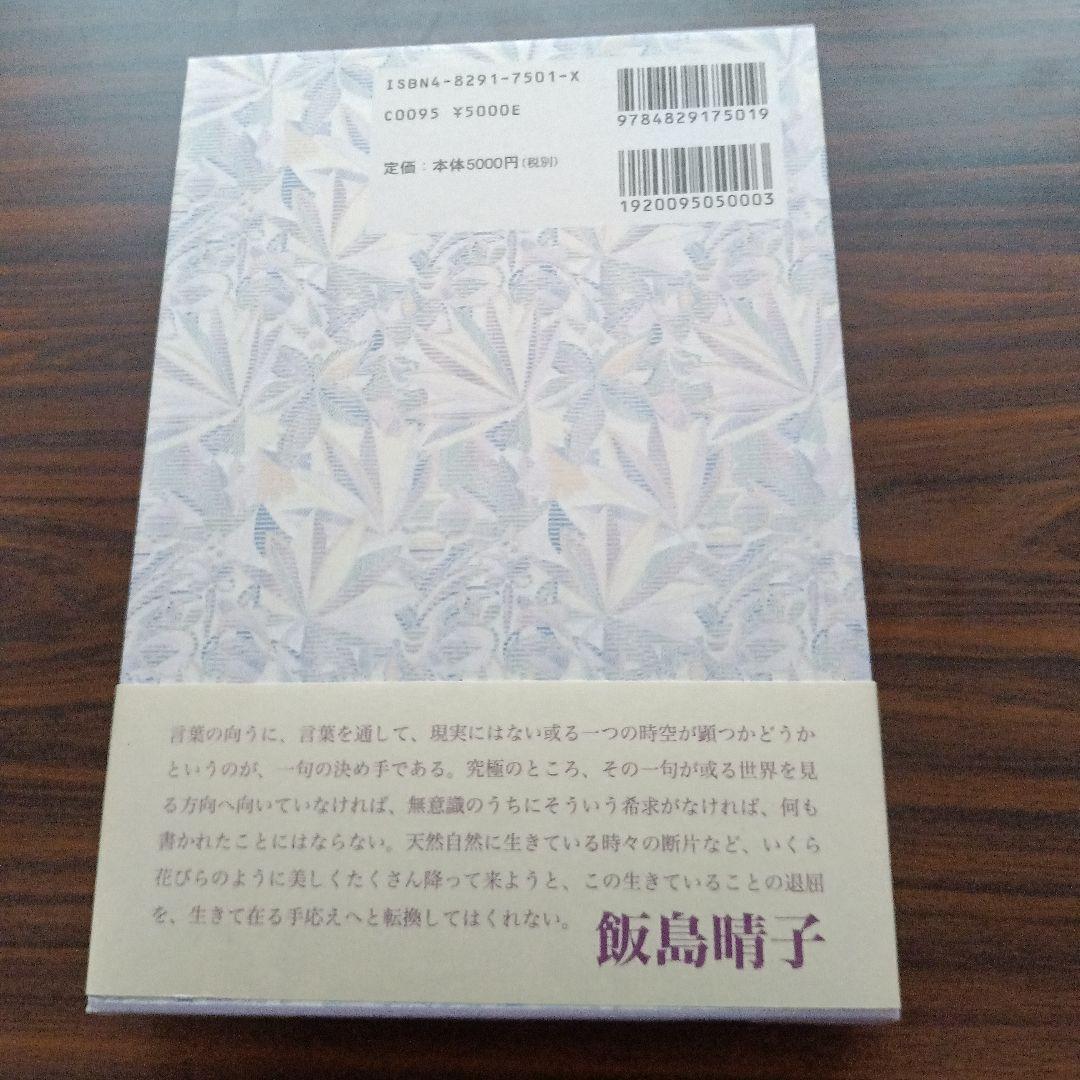 ISBN4-8291-7501-X
C0095 ¥5000E
定価：本体5000円(税別)
9784829175019
1920095050003
言葉の向うに、言葉を通して、現実にはない或る一つの時空が顕つかどうか
というのが、一句の決め手である。究極のところ、その一句が或る世界を見
る方向へ向いていなければ、無意識のうちにそういう希求がなければ、何も
書かれたことにはならない。天然自然に生きている時々の断片など、いくら
花びらのように美しくたくさん降って来ようと、この生きていることの退屈
を、生きて在る手応えへと転換してはくれない。
飯島晴子